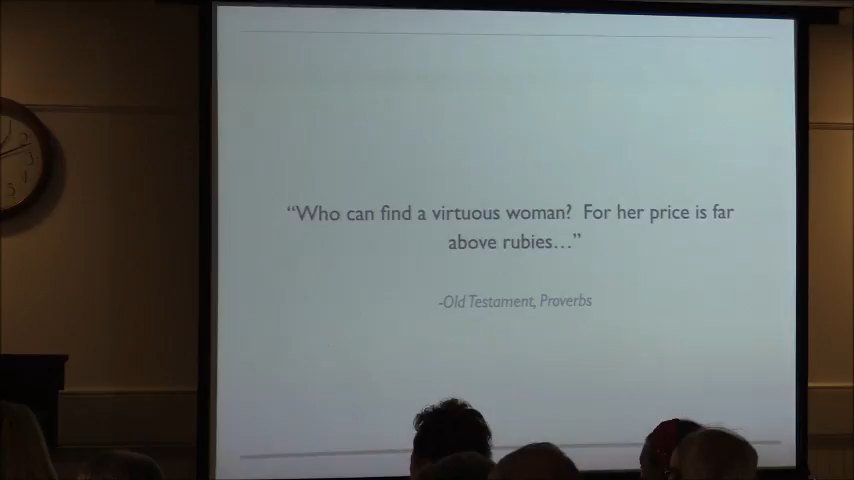 “Who can find a virtuous woman?  For her price is far
above rubies…”
-Old Testament, Proverbs